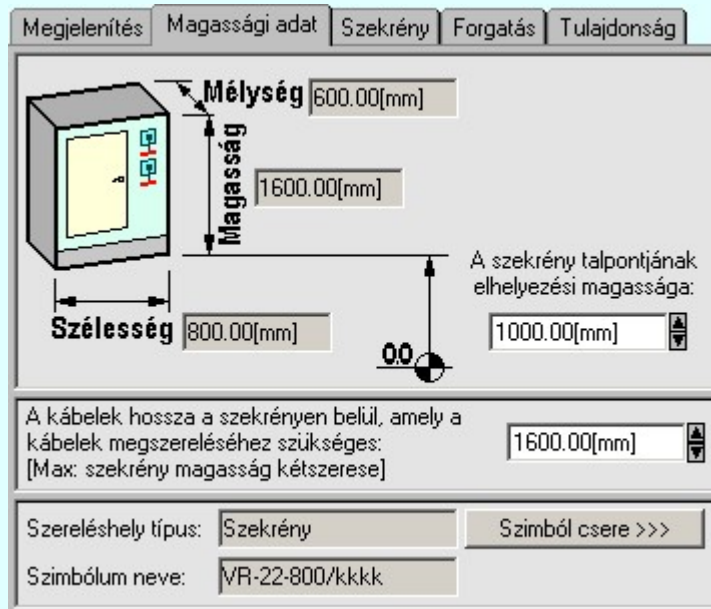 Megjelenítés Magassági adat Szekrény Forgatás Tulajdonság
Mélység 600.00[mm]
Magasság 1600.00[mm]
A szekrény talppontjának
elhelyezési magassága:
Szélesség 800.00[mm]
1000.00[mm]
0.0
A kábelek hossza a szekrényen belül, amely a
kábelek megszereléséhez szükséges:
[Max: szekrény magasság kétszerese]
1600.00[mm]
Szereléshely típus: Szekrény Szimból csere >>>
Szimbólum neve: VR-22-800/kkkk